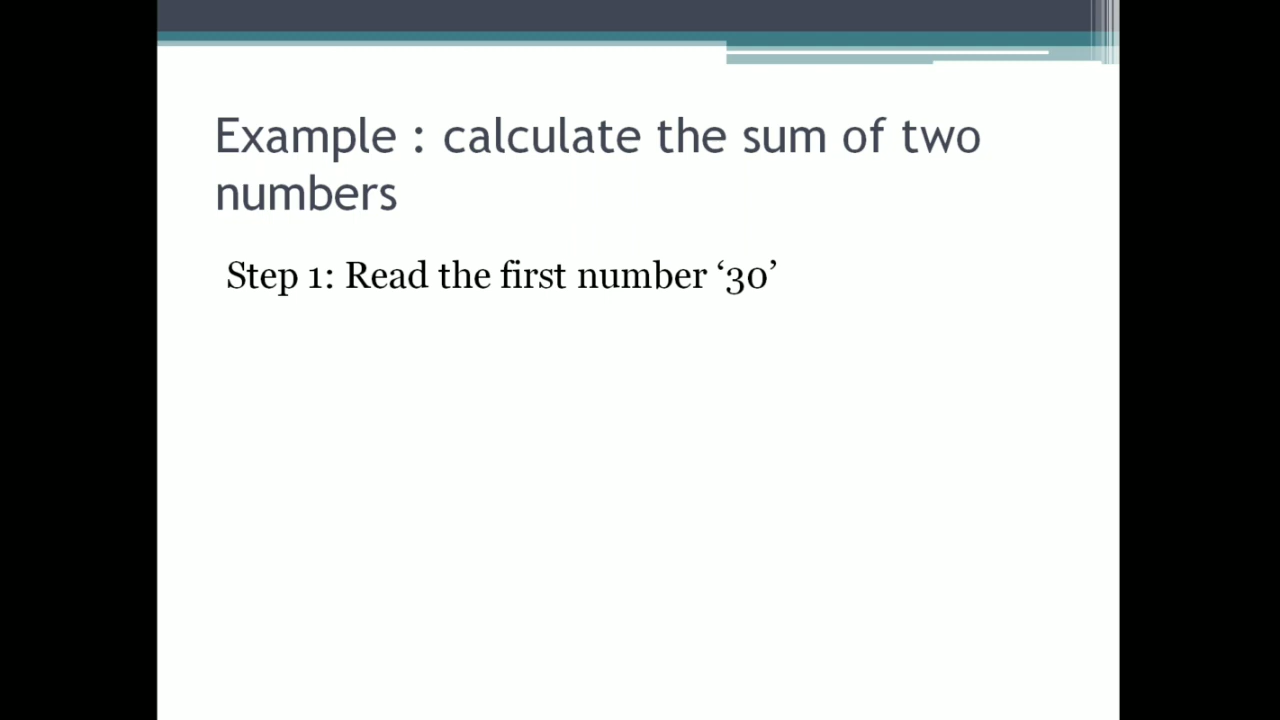 Example : calculate the sum of two
numbers
Step 1: Read the first number ‘30’